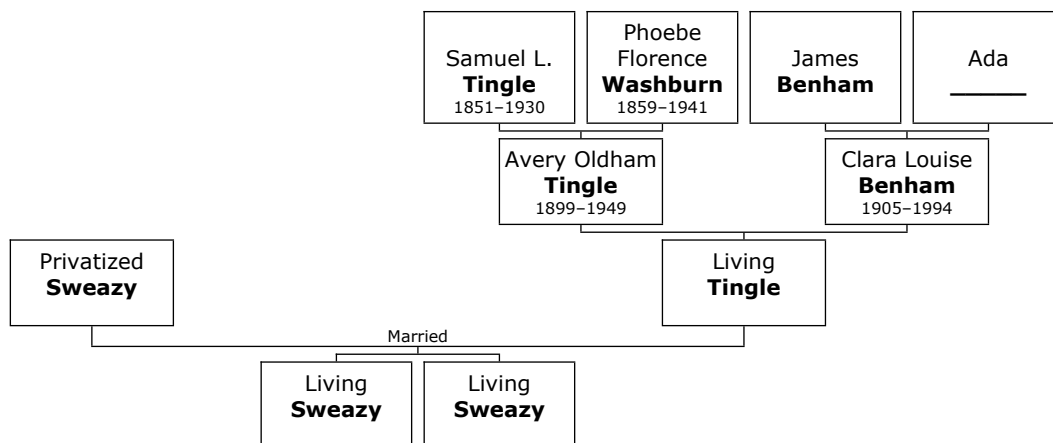 Samuel L.
Tingle
1851–1930
Phoebe
Florence
Washburn
1859–1941
James
Benham
Ada
______
Avery Oldham
Tingle
1899–1949
Clara Louise
Benham
1905–1994
Privatized
Sweazy
Living
Tingle
Married
Living
Sweazy
Living
Sweazy